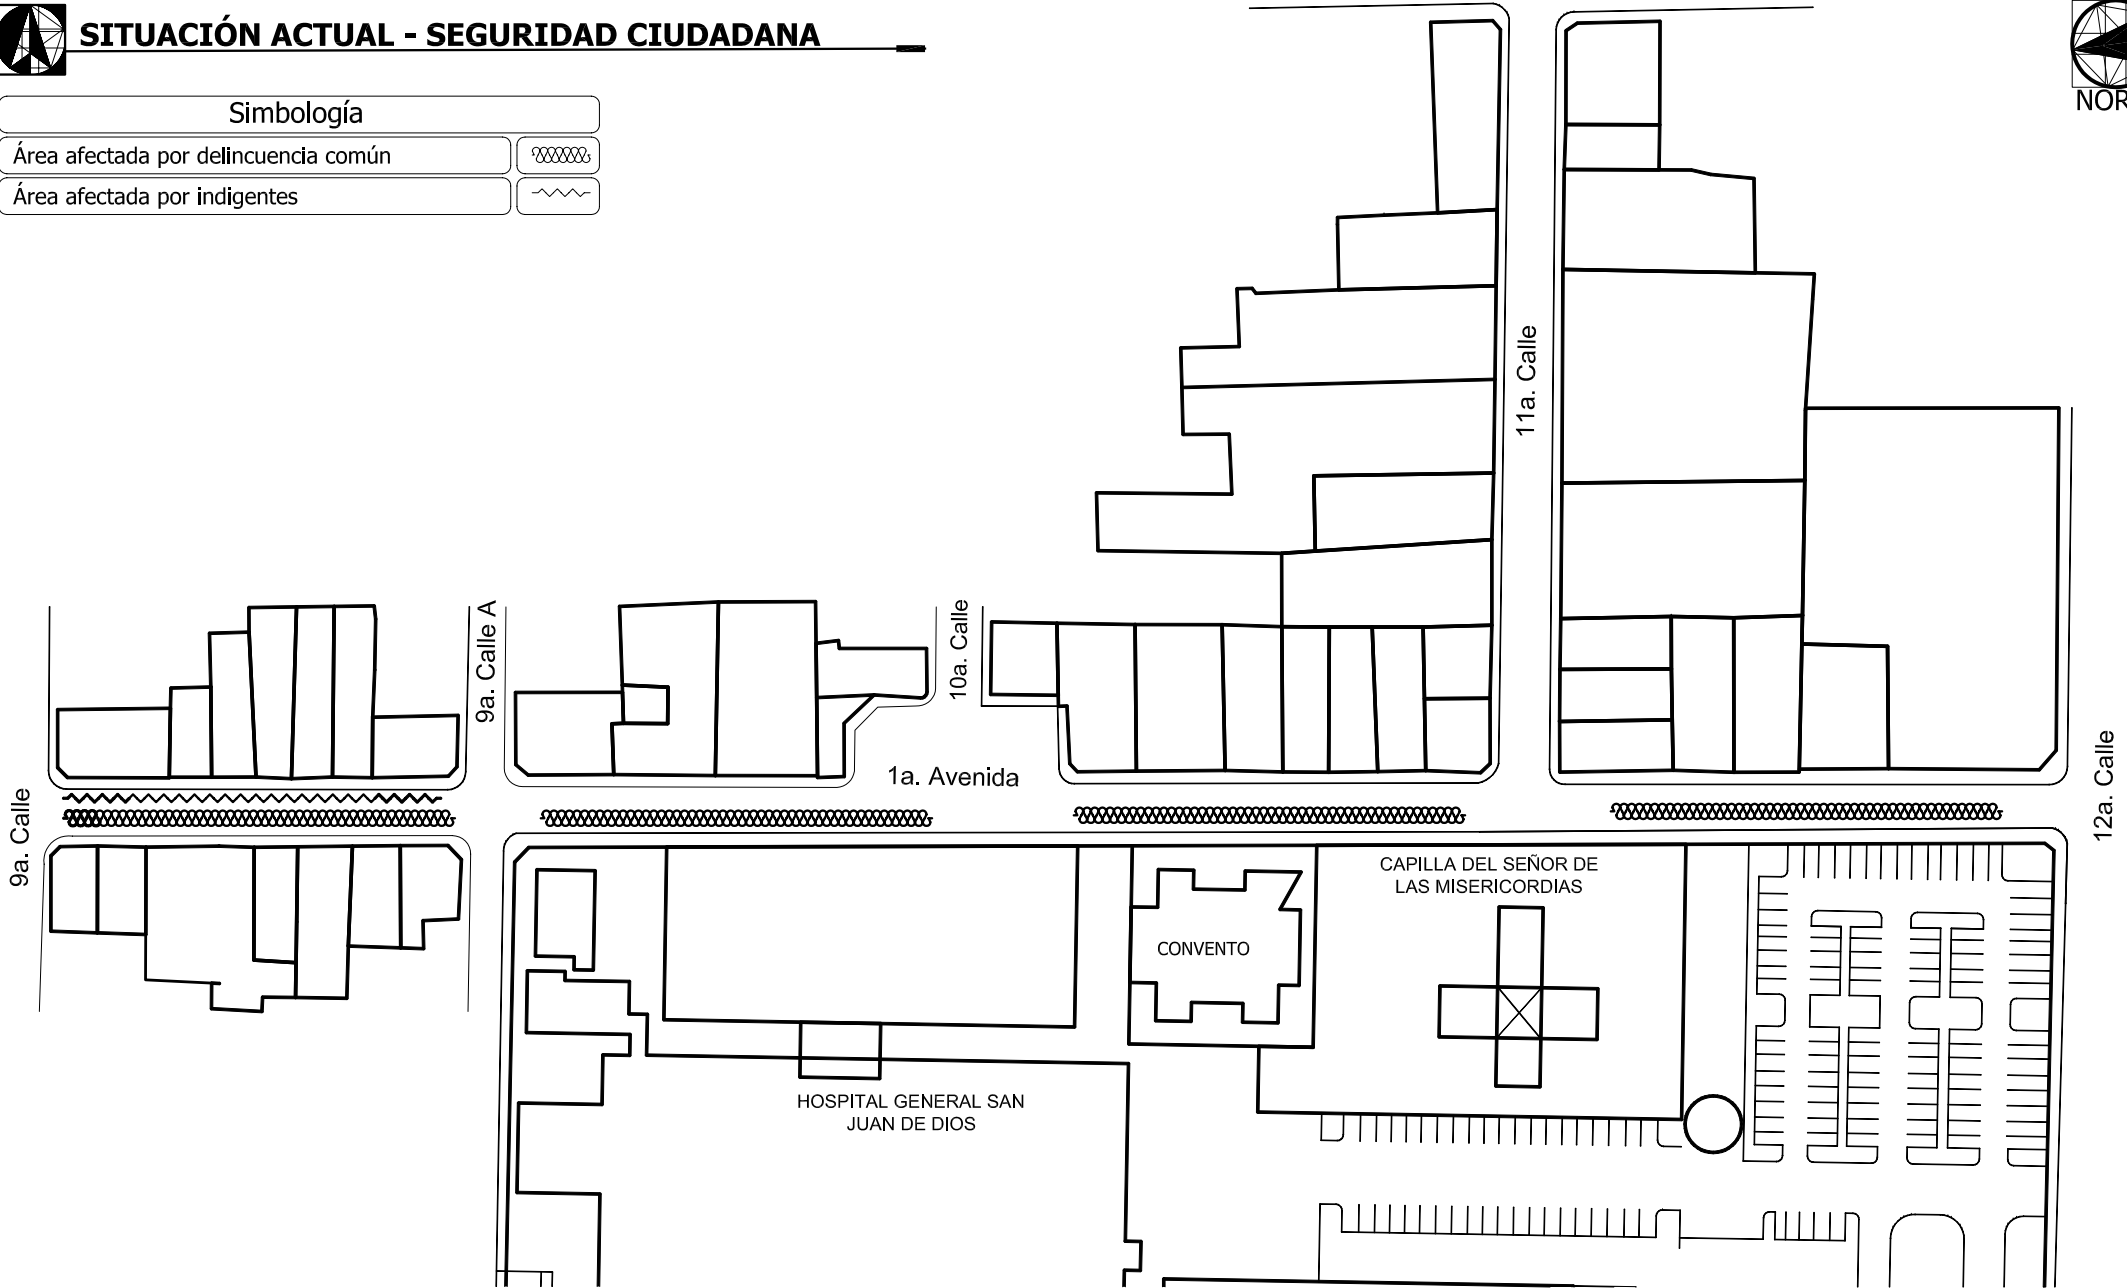 SITUACIÓN ACTUAL - SEGURIDAD CIUDADANA
Simbología
Área afectada por delincuencia común
Área afectada por indigentes
NOR
11a. Calle
9a. Calle A
10a. Calle
1a. Avenida
9a. Calle
12a. Calle
CAPILLA DEL SEÑOR DE
LAS MISERICORDIAS
CONVENTO
HOSPITAL GENERAL SAN
JUAN DE DIOS